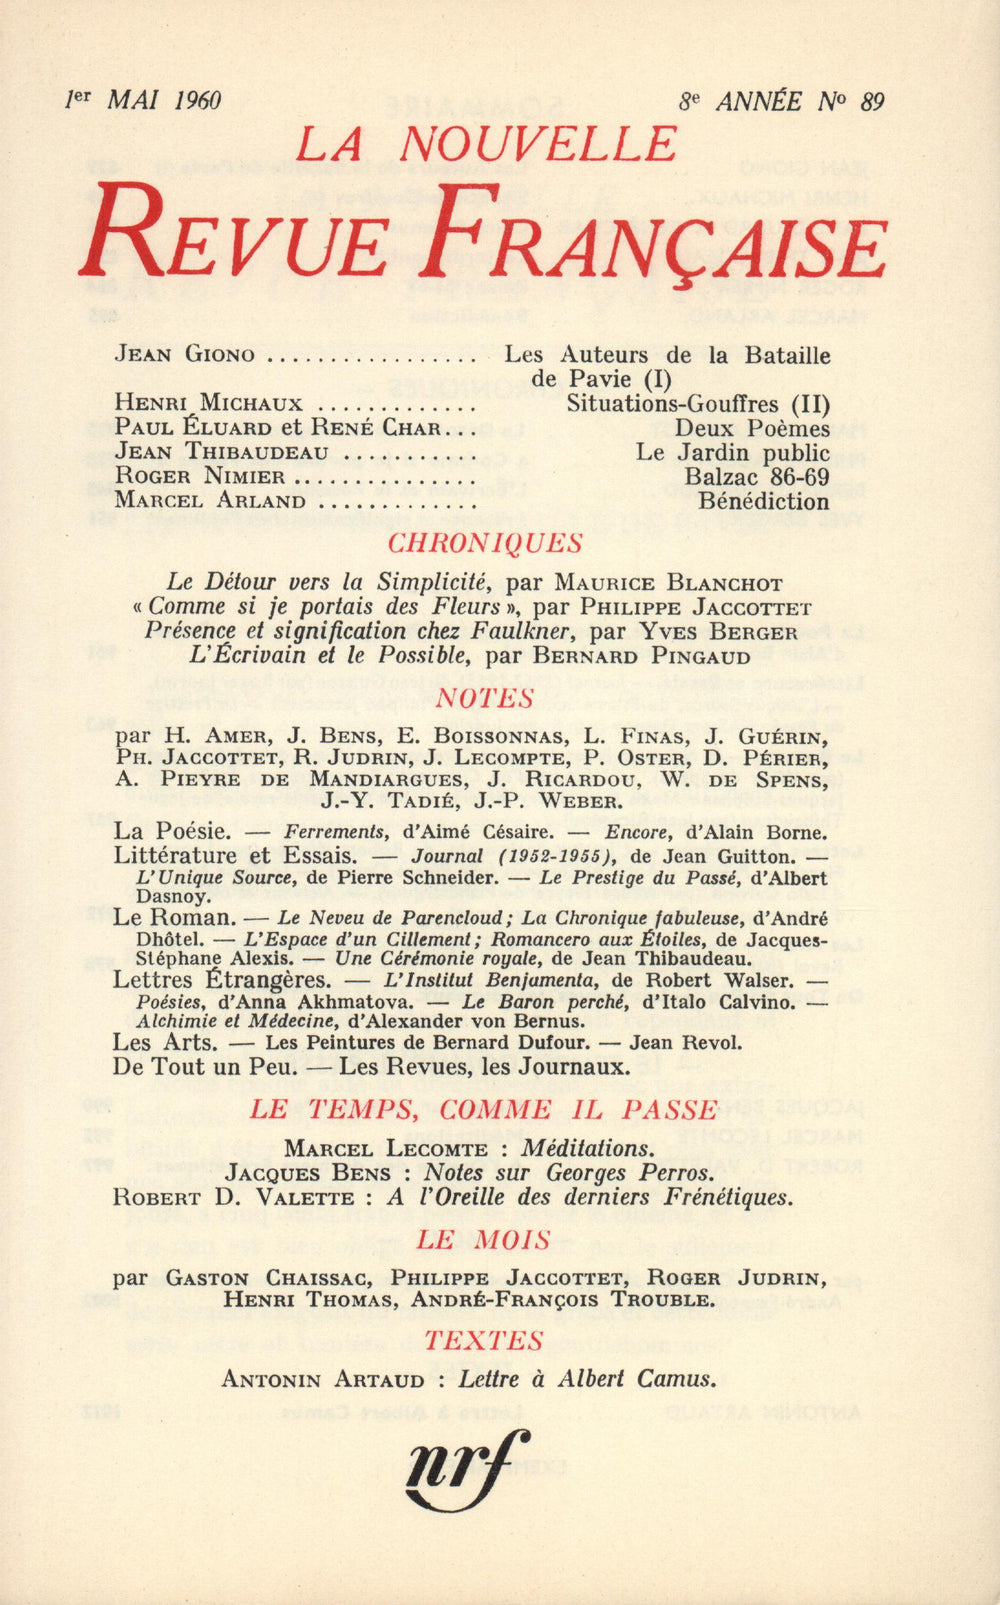 1er MAI 1960 8e ANNÉE No 89
LA NOUVELLE
REVUE FRANÇAISE
JEAN GIONO ................. Les Auteurs de la Bataille
de Pavie (I)
HENRI MICHAUX ............. Situations-Gouffres (II)
PAUL ÉLUARD et RENÉ CHAR... Deux Poèmes
JEAN THIBAUDEAU ........... Le Jardin public
ROGER NIMIER ............... Balzac 86-69
MARCEL ARLAND ............. Bénédiction
CHRONIQUES
Le Détour vers la Simplicité, par MAURICE BLANCHOT
« Comme si je portais des Fleurs », par PHILIPPE JACCOTTET
Présence et signification chez Faulkner, par YVES BERGER
L'Écrivain et le Possible, par BERNARD PINGAUD
NOTES
par H. AMER, J. BENS, E. BOISSONNAS, L. FINAS, J. GUÉRIN,
PH. JACCOTTET, R. JUDRIN, J. LECOMPTE, P. OSTER, D. PÉRIER,
A. PIEYRE DE MANDIARGUES, J. RICARDOU, W. DE SPENS,
J.-Y. TADIÉ, J.-P. WEBER.
La Poésie. — Ferrements, d'Aimé Césaire. — Encore, d'Alain Borne.
Littérature et Essais. — Journal (1952-1955), de Jean Guitton. —
L'Unique Source, de Pierre Schneider. — Le Prestige du Passé, d'Albert
Dasnoy.
Le Roman. — Le Neveu de Parencloud ; La Chronique fabuleuse, d'André
Dhôtel. — L'Espace d'un Cillement ; Romancero aux Étoiles, de Jacques-
Stéphane Alexis. — Une Cérémonie royale, de Jean Thibaudeau.
Lettres Étrangères. — L'Institut Benjamenta, de Robert Walser. —
Poésies, d'Anna Akhmatova. — Le Baron perché, d'Italo Calvino. —
Alchimie et Médecine, d'Alexander von Bernus.
Les Arts. — Les Peintures de Bernard Dufour. — Jean Revol.
De Tout un Peu. — Les Revues, les Journaux.
LE TEMPS, COMME IL PASSE
MARCEL LECOMTE : Méditations.
JACQUES BENS : Notes sur Georges Perros.
ROBERT D. VALETTE : A l'Oreille des derniers Frénétiques.
LE MOIS
par GASTON CHAISSAC, PHILIPPE JACCOTTET, ROGER JUDRIN,
HENRI THOMAS, ANDRÉ-FRANÇOIS TROUBLE.
TEXTES
ANTONIN ARTAUD : Lettre à Albert Camus.
nrf